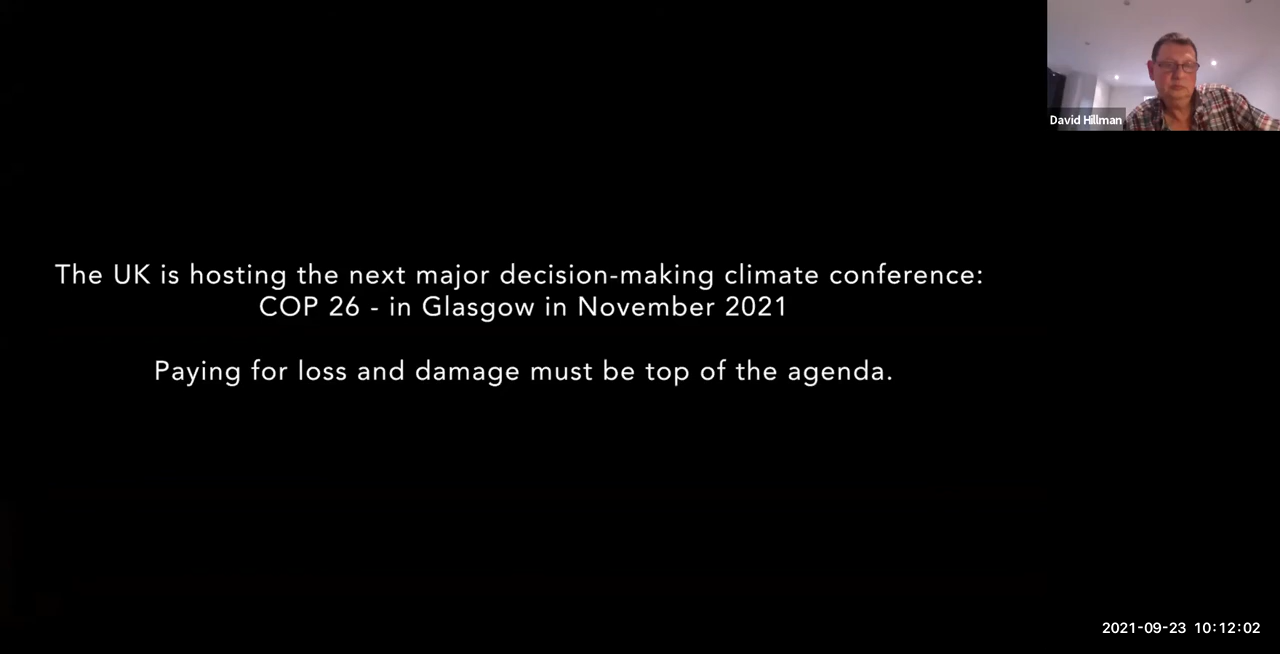 David Hillman
The UK is hosting the next major decision-making climate conference:
COP 26 - in Glasgow in November 2021
Paying for loss and damage must be top of the agenda.
2021-09-23 10:12:02